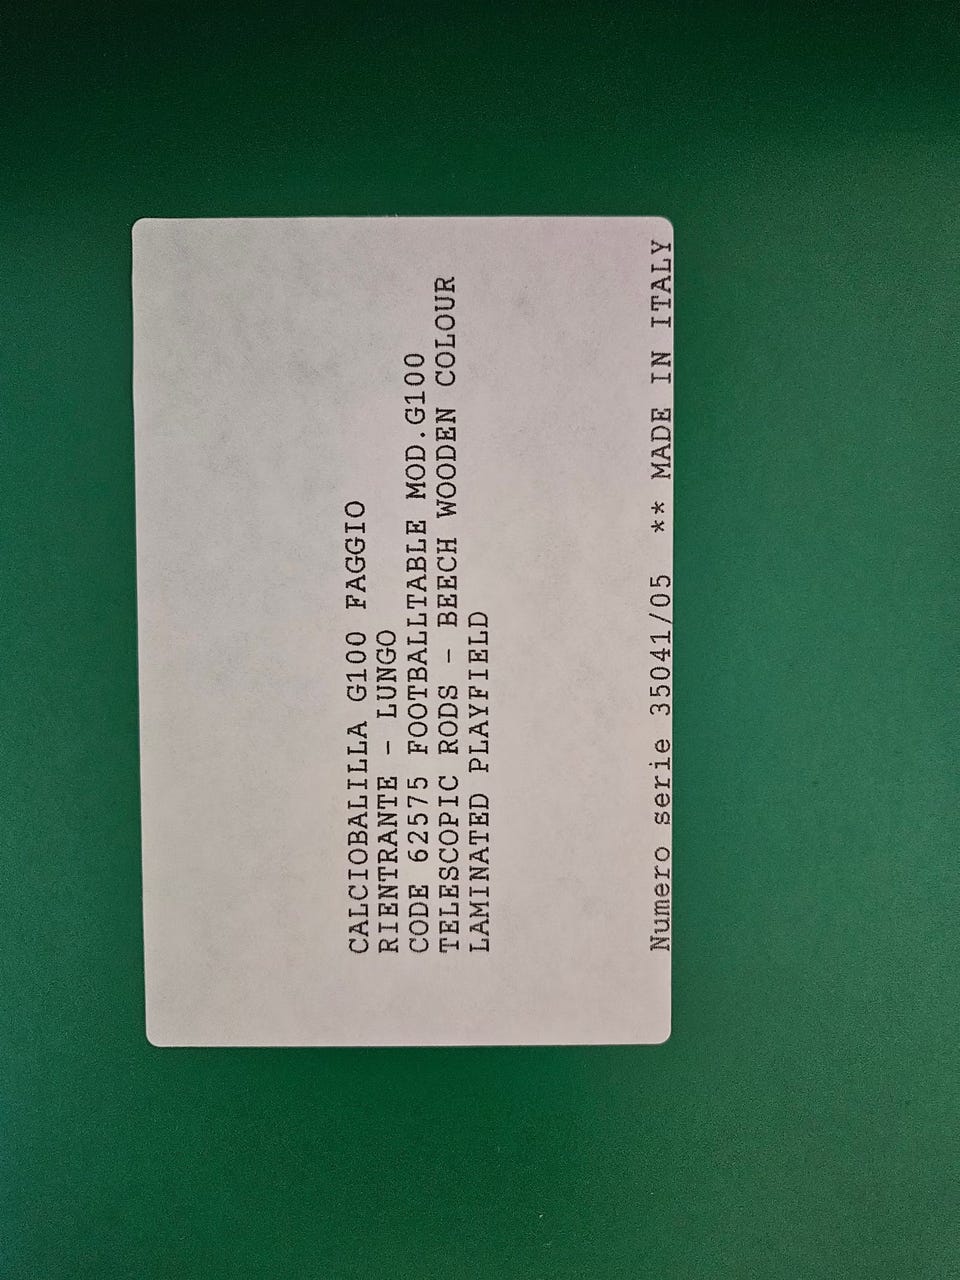 CALCIOBALILLA G100 FAGGIO
RIENTRANTE - LUNGO
CODE 62575 FOOTBALLTABLE MOD.G100
TELESCOPIC RODS - BEECH WOODEN COLOUR
LAMINATED PLAYFIELD
Numero serie 35041/05 ** MADE IN ITALY